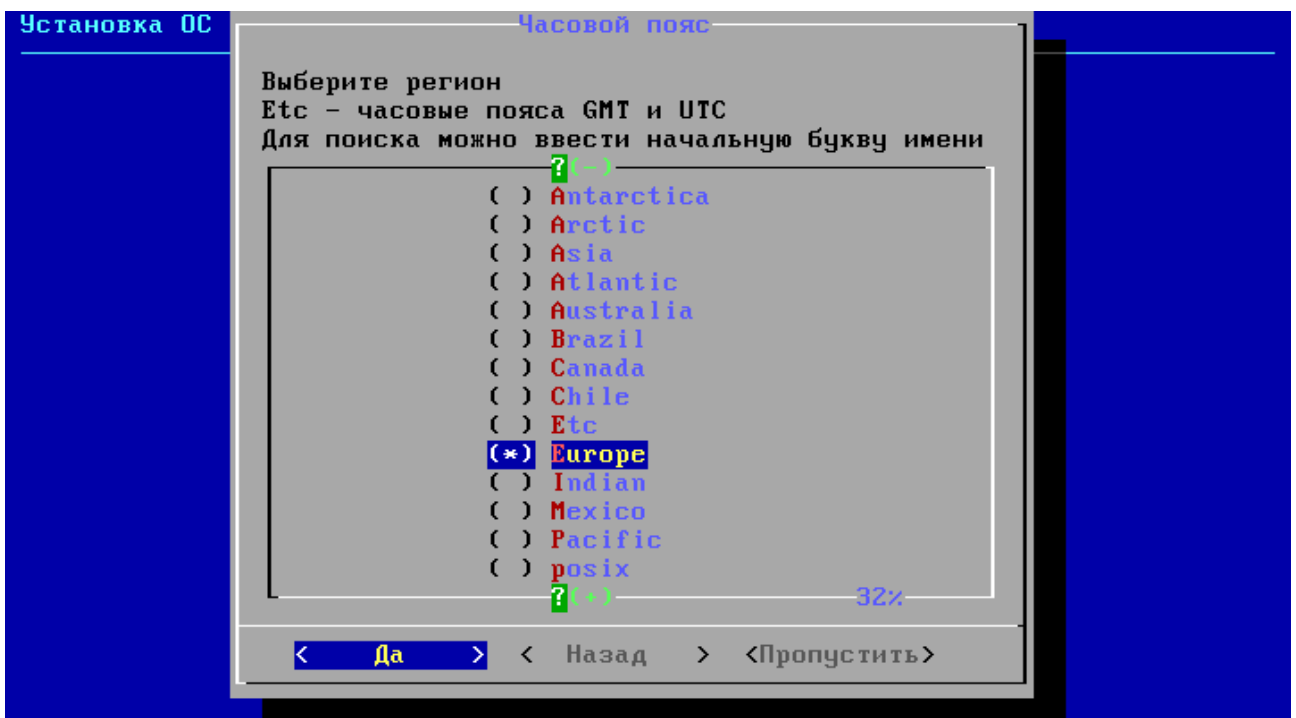 Установка ОС
Часовой пояс
Выберите регион
Etc - часовые пояса GMT и UTC
Для поиска можно ввести начальную букву имени
?(-)
( ) Antarctica
( ) Arctic
( ) Asia
( ) Atlantic
( ) Australia
( ) Brazil
( ) Canada
( ) Chile
( ) Etc
(*) Europe
( ) Indian
( ) Mexico
( ) Pacific
( ) posix
?(+) 32%
< Да > < Назад > <Пропустить>